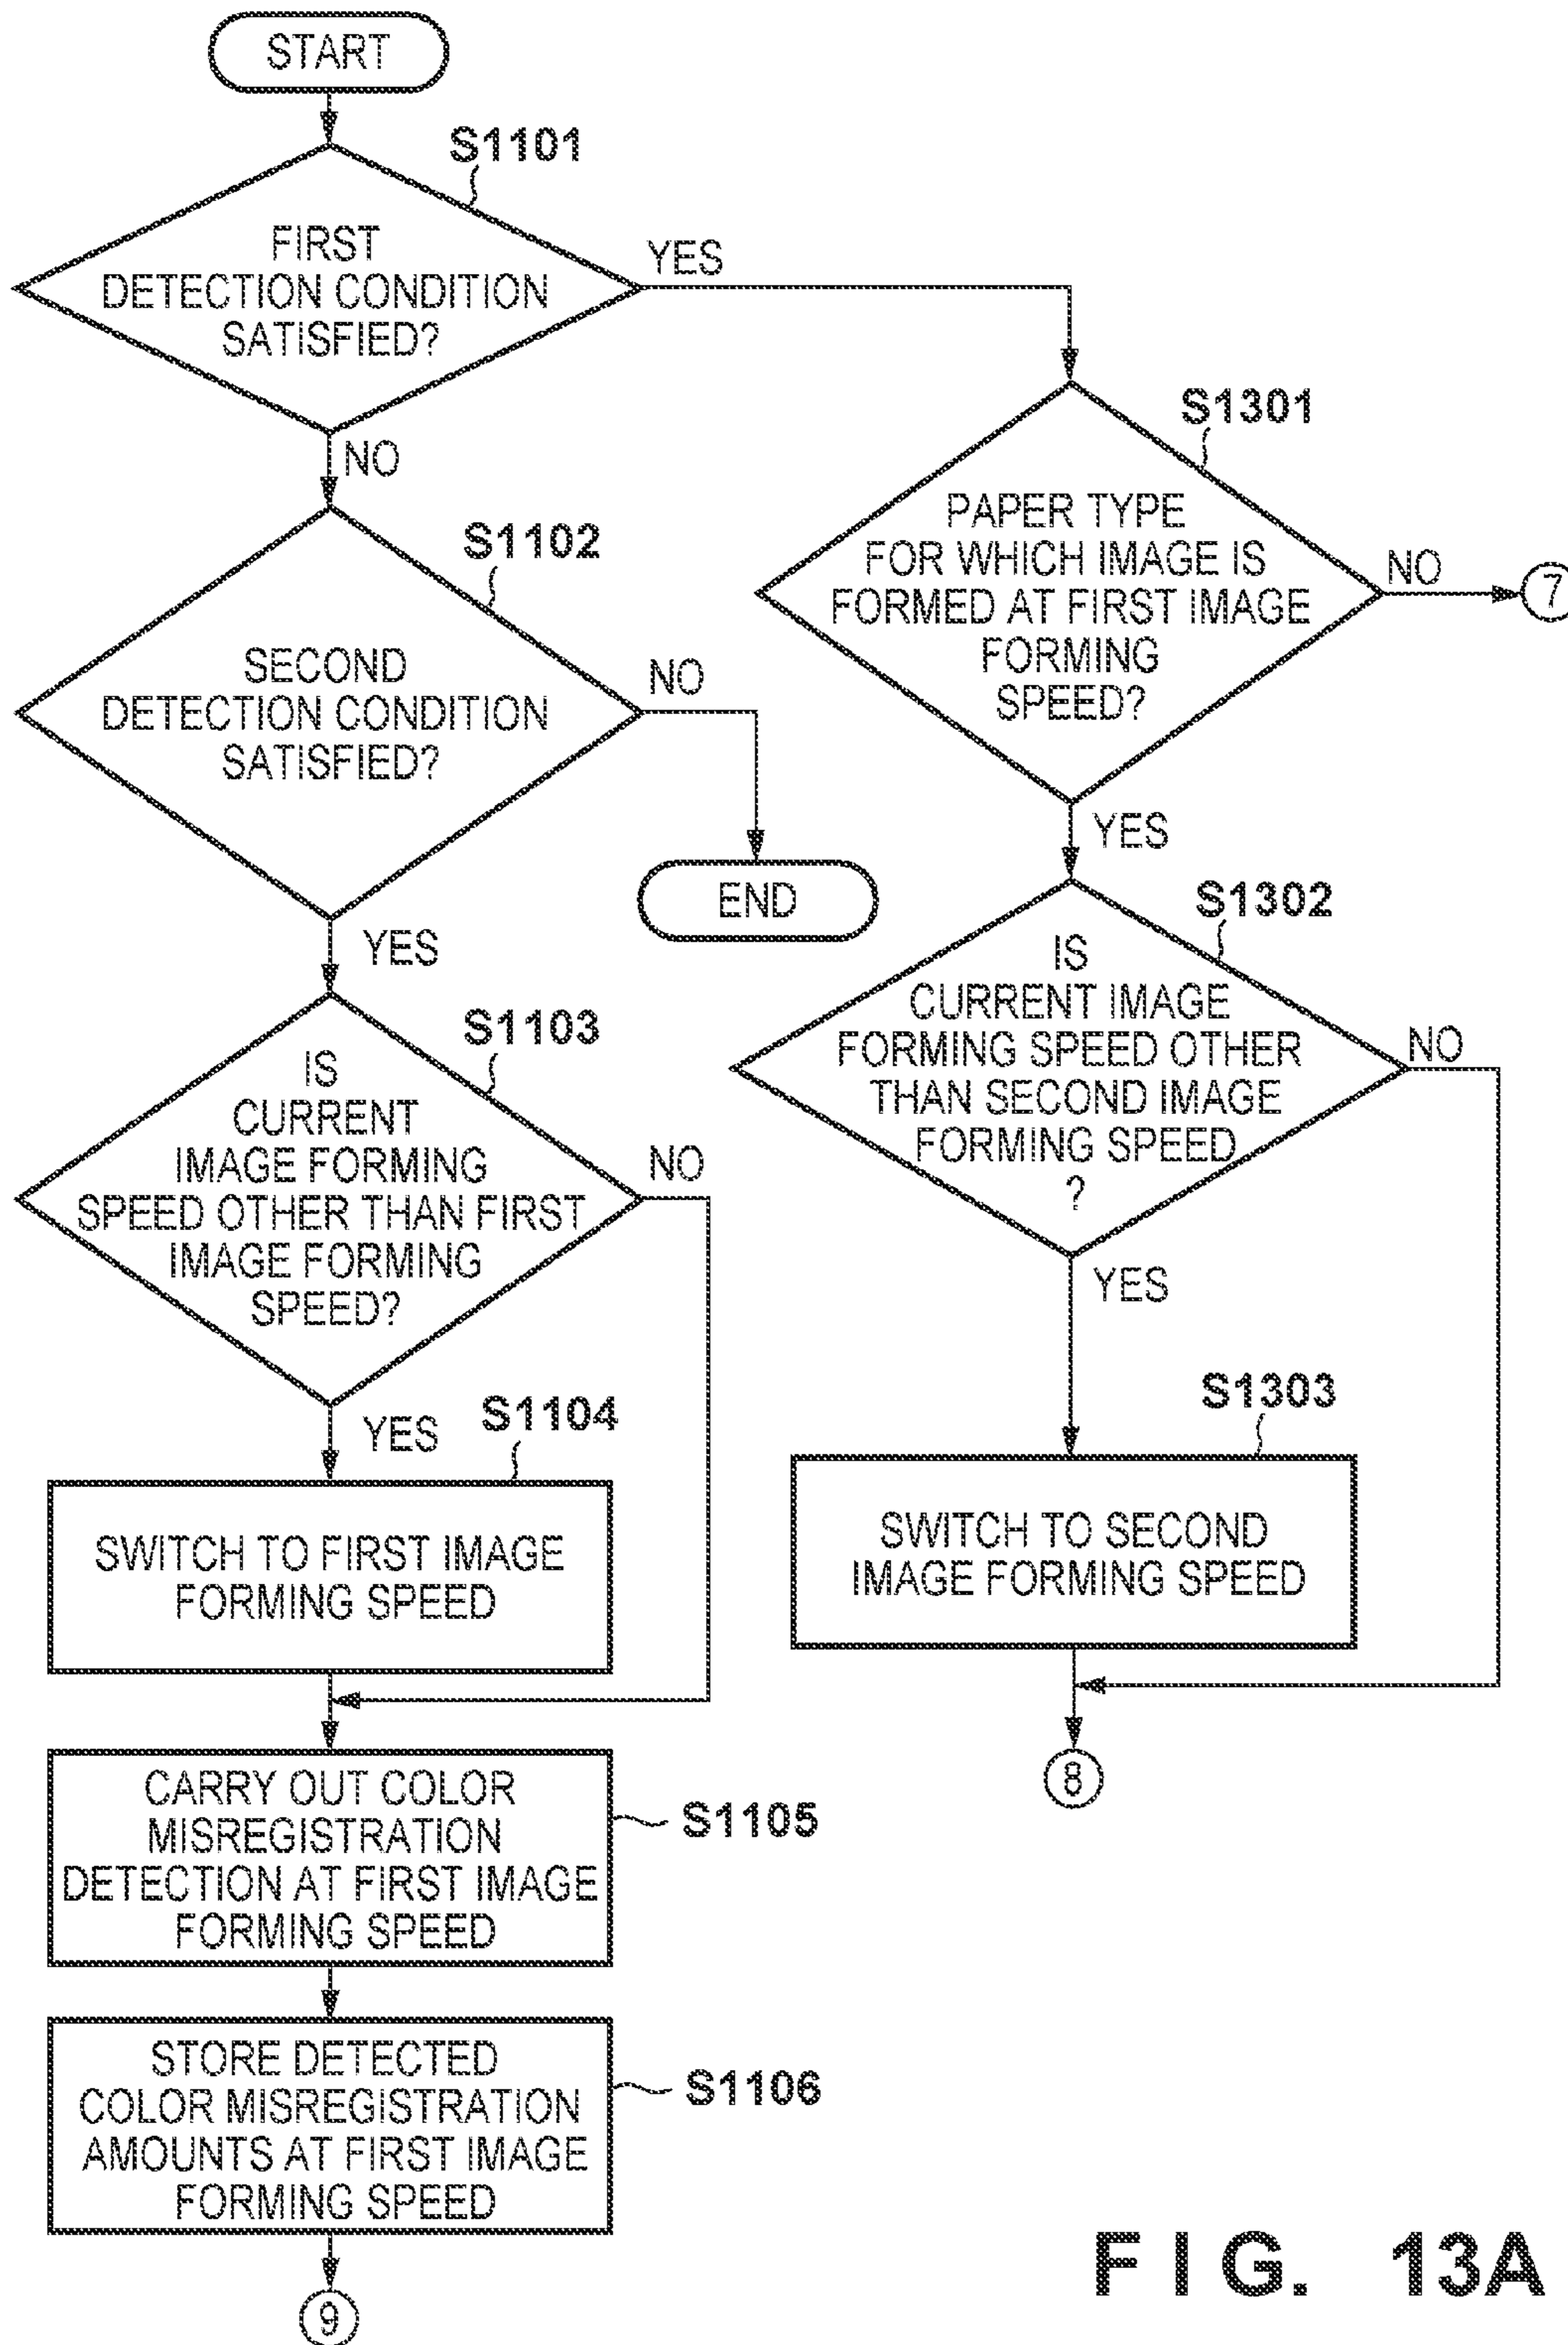 START
S1101
FIRST
DETECTION CONDITION
SATISFIED?
YES
NO
S1102
SECOND
DETECTION CONDITION
SATISFIED?
NO
END
YES
S1103
IS
CURRENT
IMAGE FORMING
SPEED OTHER THAN FIRST
IMAGE FORMING
SPEED?
NO
YES
S1104
SWITCH TO FIRST IMAGE
FORMING SPEED
CARRY OUT COLOR
MISREGISTRATION
DETECTION AT FIRST IMAGE
FORMING SPEED
S1105
STORE DETECTED
COLOR MISREGISTRATION
AMOUNTS AT FIRST IMAGE
FORMING SPEED
S1106
9
S1301
PAPER TYPE
FOR WHICH IMAGE IS
FORMED AT FIRST IMAGE
FORMING
SPEED?
NO
7
YES
S1302
IS
CURRENT IMAGE
FORMING SPEED OTHER
THAN SECOND IMAGE
FORMING SPEED
?
NO
YES
S1303
SWITCH TO SECOND
IMAGE FORMING SPEED
8
FIG. 13A